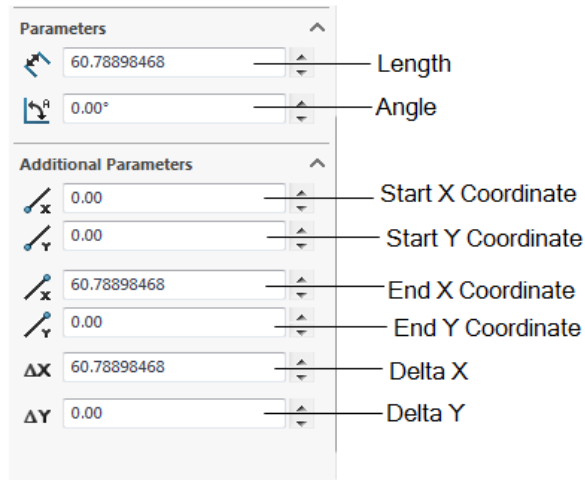 Parameters
60.78898468 Length
A 0.00° Angle
Additional Parameters
X 0.00 Start X Coordinate
Y 0.00 Start Y Coordinate
X 60.78898468 End X Coordinate
Y 0.00 End Y Coordinate
ΔX 60.78898468 Delta X
ΔY 0.00 Delta Y